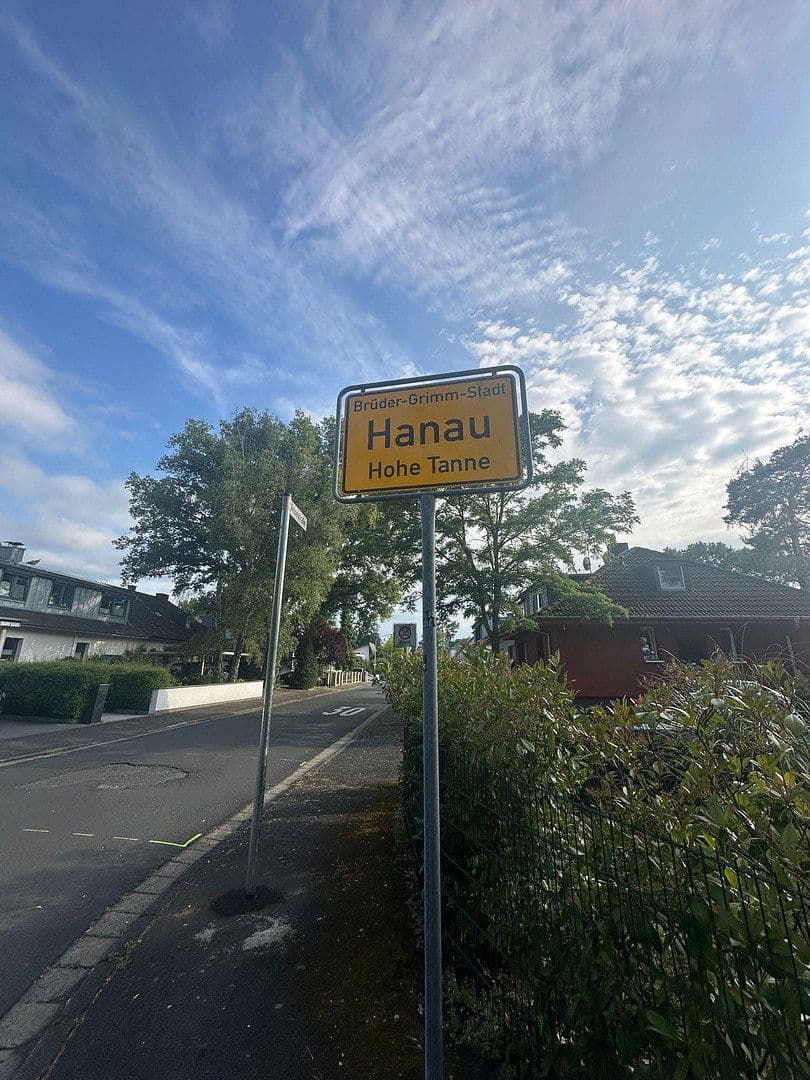 Brüder-Grimm-Stadt
Hanau
Hohe Tanne
30